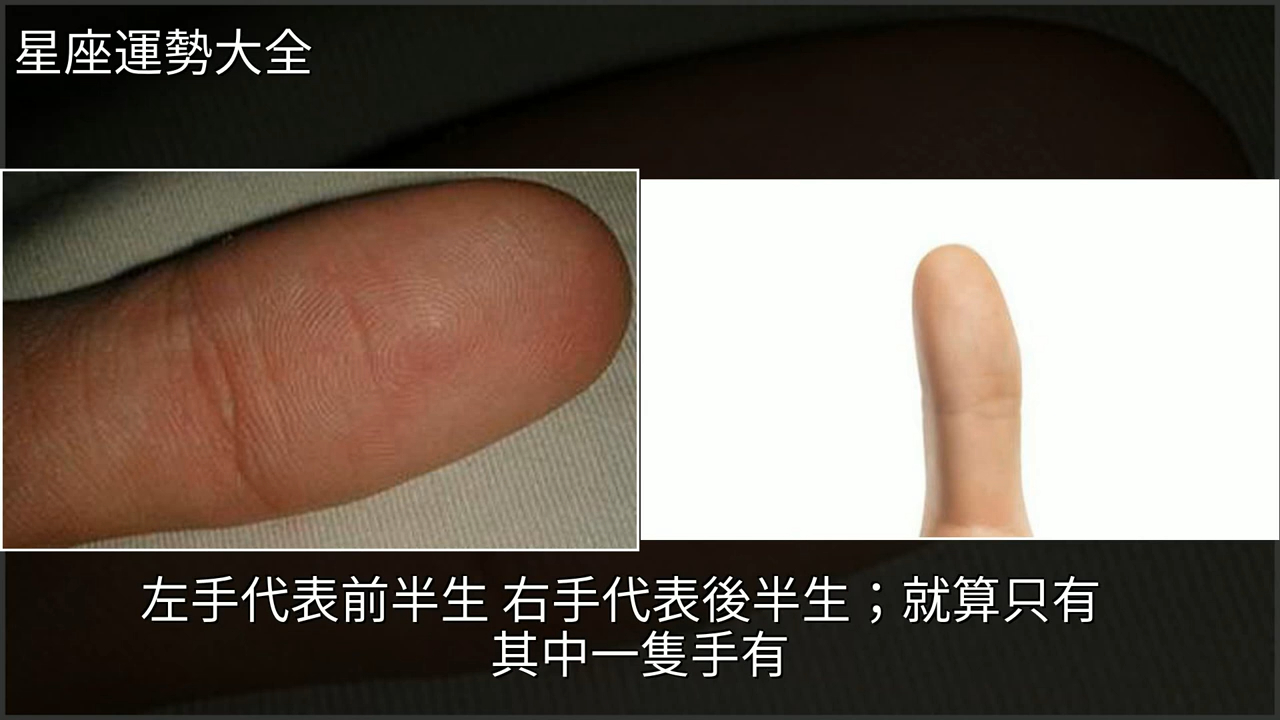 星座運勢大全
左手代表前半生 右手代表後半生；就算只有
其中一隻手有